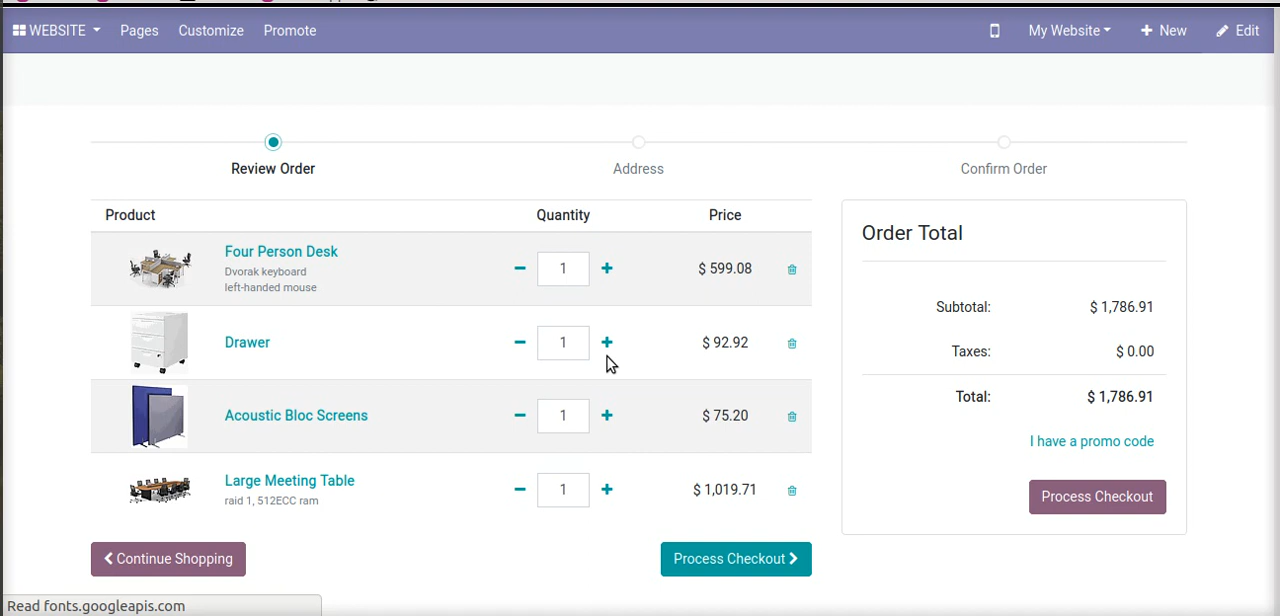 WEBSITE Pages Customize Promote My Website New Edit
Review Order Address Confirm Order
Product Quantity Price
Four Person Desk
Dvorak keyboard
left-handed mouse
1 $ 599.08
Drawer 1 $ 92.92
Acoustic Bloc Screens 1 $ 75.20
Large Meeting Table
raid 1, 512ECC ram
1 $ 1,019.71
Continue Shopping Process Checkout
Order Total
Subtotal: $ 1,786.91
Taxes: $ 0.00
Total: $ 1,786.91
I have a promo code
Process Checkout
Read fonts.googleapis.com